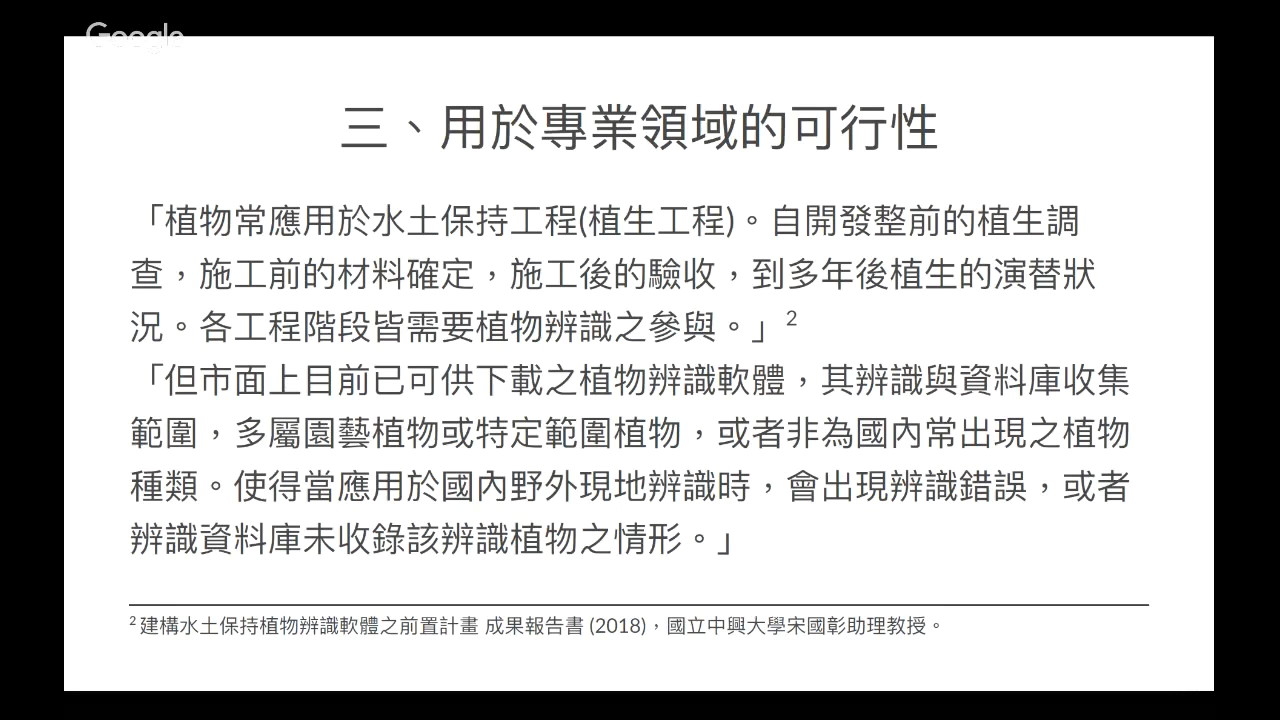 Google
三、用於專業領域的可行性
「植物常應用於水土保持工程(植生工程)。自開發整前的植生調
查，施工前的材料確定，施工後的驗收，到多年後植生的演替狀
況。各工程階段皆需要植物辨識之參與。」2
「但市面上目前已可供下載之植物辨識軟體，其辨識與資料庫收集
範圍，多屬園藝植物或特定範圍植物，或者非為國內常出現之植物
種類。使得當應用於國內野外現地辨識時，會出現辨識錯誤，或者
辨識資料庫未收錄該辨識植物之情形。」
2 建構水土保持植物辨識軟體之前置計畫 成果報告書 (2018)，國立中興大學宋國彰助理教授。